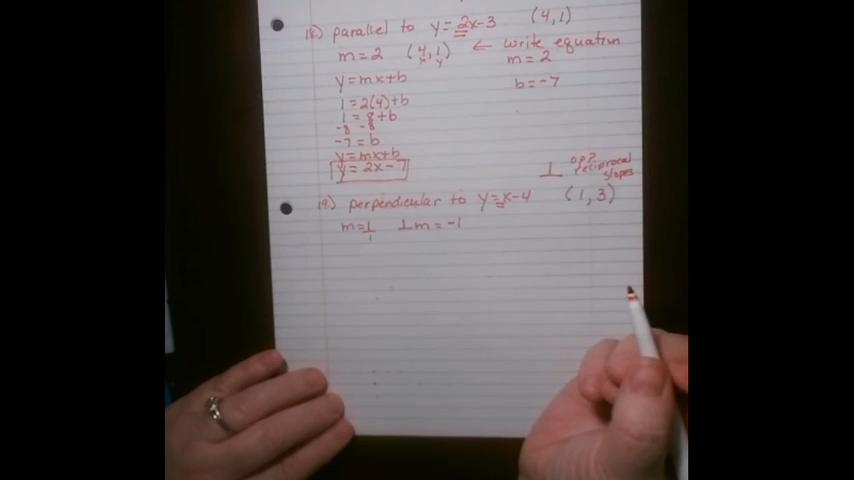 18.) parallel to y = 2x-3 (4,1)
m = 2 (4,1) ← write equation
x y m = 2
y = mx+b b = -7
1 = 2(4)+b
1 = 8+b
-8 -8
-7 = b
y = mx+b
y = 2x-7
⊥ opp. reciprocal slopes
19.) perpendicular to y = x-4 (1,3)
m = 1/1 ⊥m = -1